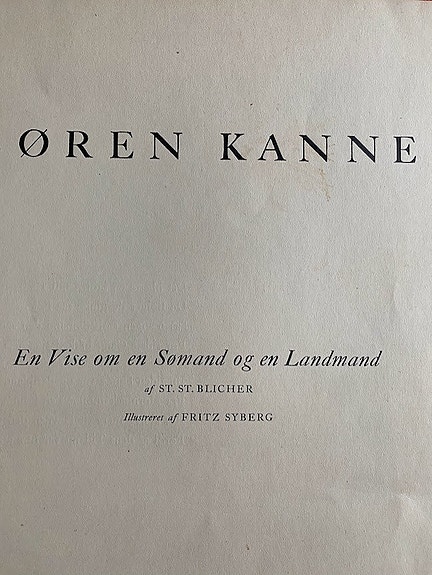 ØREN KANNE
En Vise om en Sømand og en Landmand
af ST. ST. BLICHER
Illustreret af FRITZ SYBERG